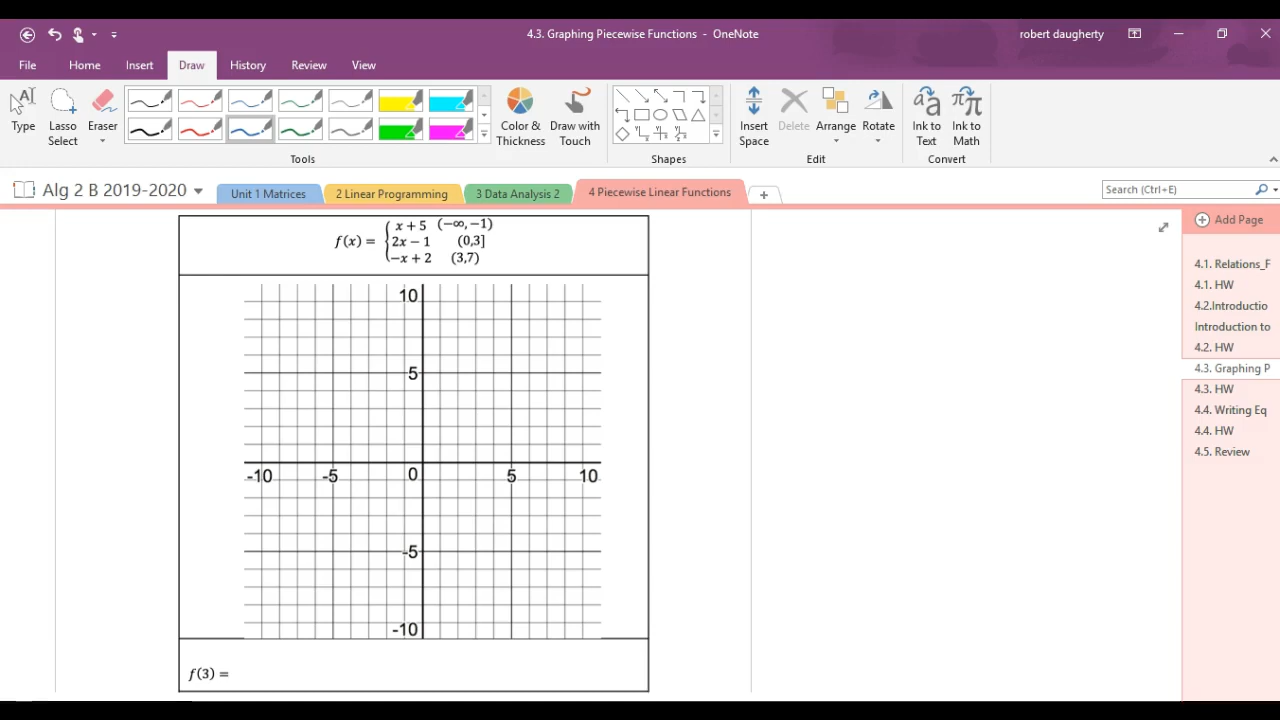 4.3. Graphing Piecewise Functions - OneNote
robert daugherty
File Home Insert Draw History Review View
Type
Lasso Select
Eraser
Color & Thickness
Draw with Touch
Insert Space
Delete
Arrange
Rotate
Ink to Text
Ink to Math
Tools
Shapes
Edit
Convert
Alg 2 B 2019-2020
Unit 1 Matrices
2 Linear Programming
3 Data Analysis 2
4 Piecewise Linear Functions
Search (Ctrl+E)
Add Page
4.1. Relations_F
4.1. HW
4.2.Introductio
Introduction to
4.2. HW
4.3. Graphing P
4.3. HW
4.4. Writing Eq
4.4. HW
4.5. Review
x + 5 (−∞, −1)
f(x) = { 2x − 1 (0,3]
−x + 2 (3,7)
10
5
-10 -5 0 5 10
-5
-10
f(3) =